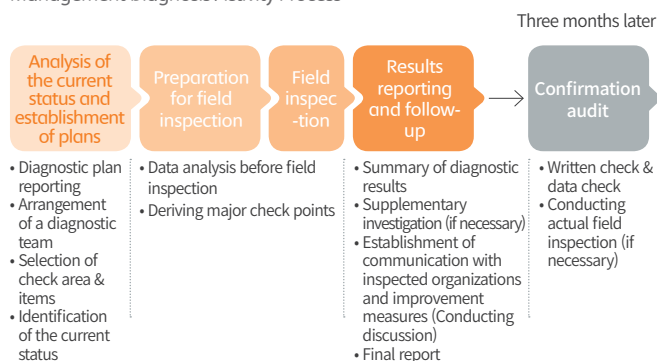 Management Diagnosis Activity Process
Three months later
Analysis of
the current
status and
establishment
of plans
Preparation
for field
inspection
Field
inspec
-tion
Results
reporting
and follow-
up
Confirmation
audit
• Diagnostic plan
reporting
• Arrangement
of a diagnostic
team
• Selection of
check area &
items
• Identification
of the current
status
• Data analysis before field
inspection
• Deriving major check points
• Summary of diagnostic
results
• Supplementary
investigation (if necessary)
• Establishment of
communication with
inspected organizations
and improvement
measures (Conducting
discussion)
• Final report
• Written check &
data check
• Conducting
actual field
inspection (if
necessary)